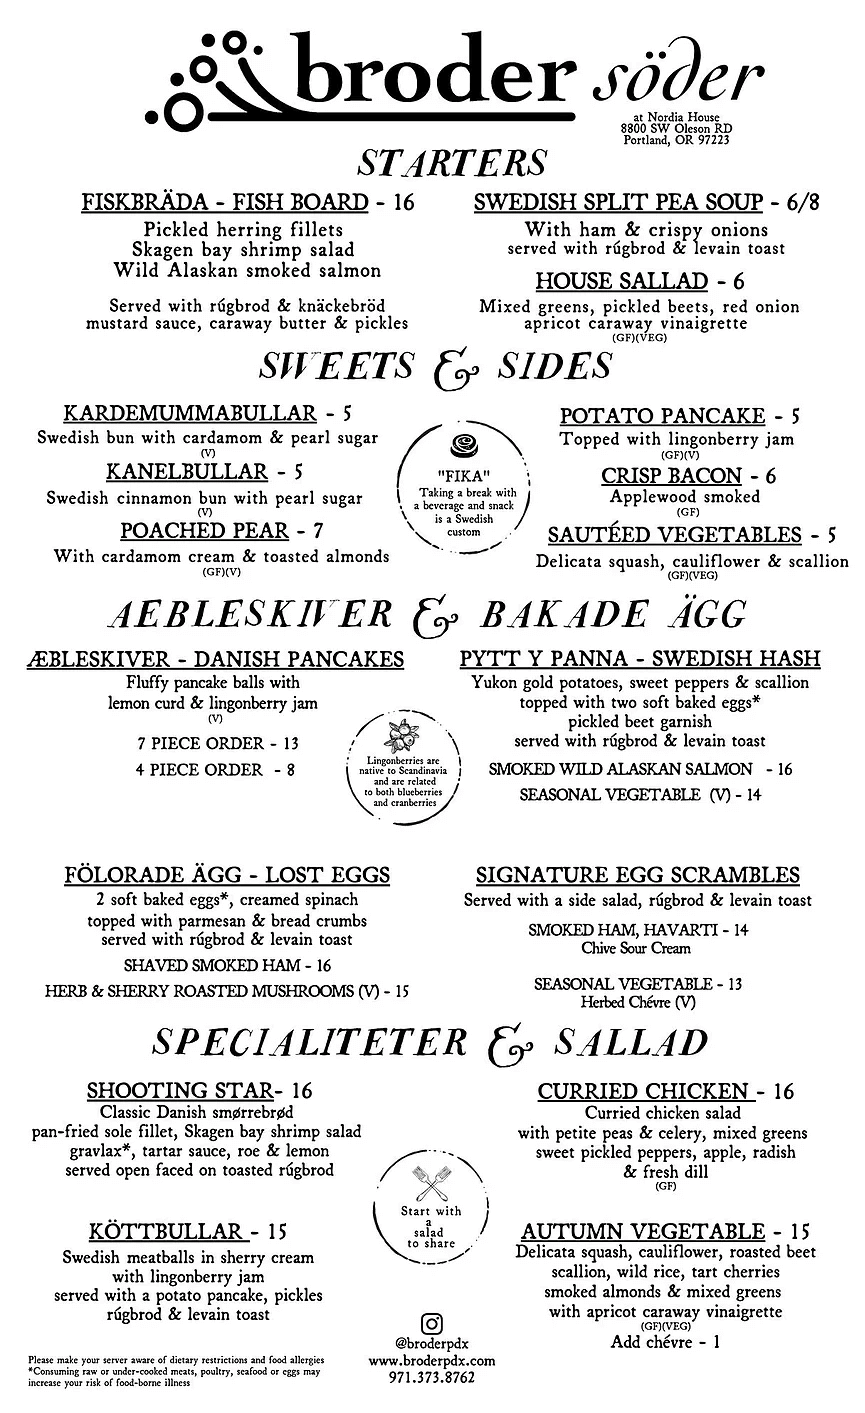 broder söder
at Nordia House
8800 SW Oleson RD
Portland, OR 97223
STARTERS
FISKBRÄDA - FISH BOARD - 16
Pickled herring fillets
Skagen bay shrimp salad
Wild Alaskan smoked salmon
Served with rúgbrod & knäckebröd
mustard sauce, caraway butter & pickles
SWEDISH SPLIT PEA SOUP - 6/8
With ham & crispy onions
served with rúgbrod & levain toast
HOUSE SALLAD - 6
Mixed greens, pickled beets, red onion
apricot caraway vinaigrette
(GF)(VEG)
SWEETS & SIDES
KARDEMUMMABULLAR - 5
Swedish bun with cardamom & pearl sugar
(V)
KANELBULLAR - 5
Swedish cinnamon bun with pearl sugar
(V)
POACHED PEAR - 7
With cardamom cream & toasted almonds
(GF)(V)
"FIKA"
Taking a break with
a beverage and snack
is a Swedish
custom
POTATO PANCAKE - 5
Topped with lingonberry jam
(GF)(V)
CRISP BACON - 6
Applewood smoked
(GF)
SAUTÉED VEGETABLES - 5
Delicata squash, cauliflower & scallion
(GF)(VEG)
AEBLESKIVER & BAKADE ÄGG
ÆBLESKIVER - DANISH PANCAKES
Fluffy pancake balls with
lemon curd & lingonberry jam
(V)
7 PIECE ORDER - 13
4 PIECE ORDER - 8
Lingonberries are
native to Scandinavia
and are related
to both blueberries
and cranberries
PYTT Y PANNA - SWEDISH HASH
Yukon gold potatoes, sweet peppers & scallion
topped with two soft baked eggs*
pickled beet garnish
served with rúgbrod & levain toast
SMOKED WILD ALASKAN SALMON - 16
SEASONAL VEGETABLE (V) - 14
FÖLORADE ÄGG - LOST EGGS
2 soft baked eggs*, creamed spinach
topped with parmesan & bread crumbs
served with rúgbrod & levain toast
SHAVED SMOKED HAM - 16
HERB & SHERRY ROASTED MUSHROOMS (V) - 15
SIGNATURE EGG SCRAMBLES
Served with a side salad, rúgbrod & levain toast
SMOKED HAM, HAVARTI - 14
Chive Sour Cream
SEASONAL VEGETABLE - 13
Herbed Chévre (V)
SPECIALITETER & SALLAD
SHOOTING STAR- 16
Classic Danish smørrebrød
pan-fried sole fillet, Skagen bay shrimp salad
gravlax*, tartar sauce, roe & lemon
served open faced on toasted rúgbrod
KÖTTBULLAR - 15
Swedish meatballs in sherry cream
with lingonberry jam
served with a potato pancake, pickles
rúgbrod & levain toast
Start with
a
salad
to share
CURRIED CHICKEN - 16
Curried chicken salad
with petite peas & celery, mixed greens
sweet pickled peppers, apple, radish
& fresh dill
(GF)
AUTUMN VEGETABLE - 15
Delicata squash, cauliflower, roasted beet
scallion, wild rice, tart cherries
smoked almonds & mixed greens
with apricot caraway vinaigrette
(GF)(VEG)
Add chévre - 1
Please make your server aware of dietary restrictions and food allergies
*Consuming raw or under-cooked meats, poultry, seafood or eggs may
increase your risk of food-borne illness
@broderpdx
www.broderpdx.com
971.373.8762